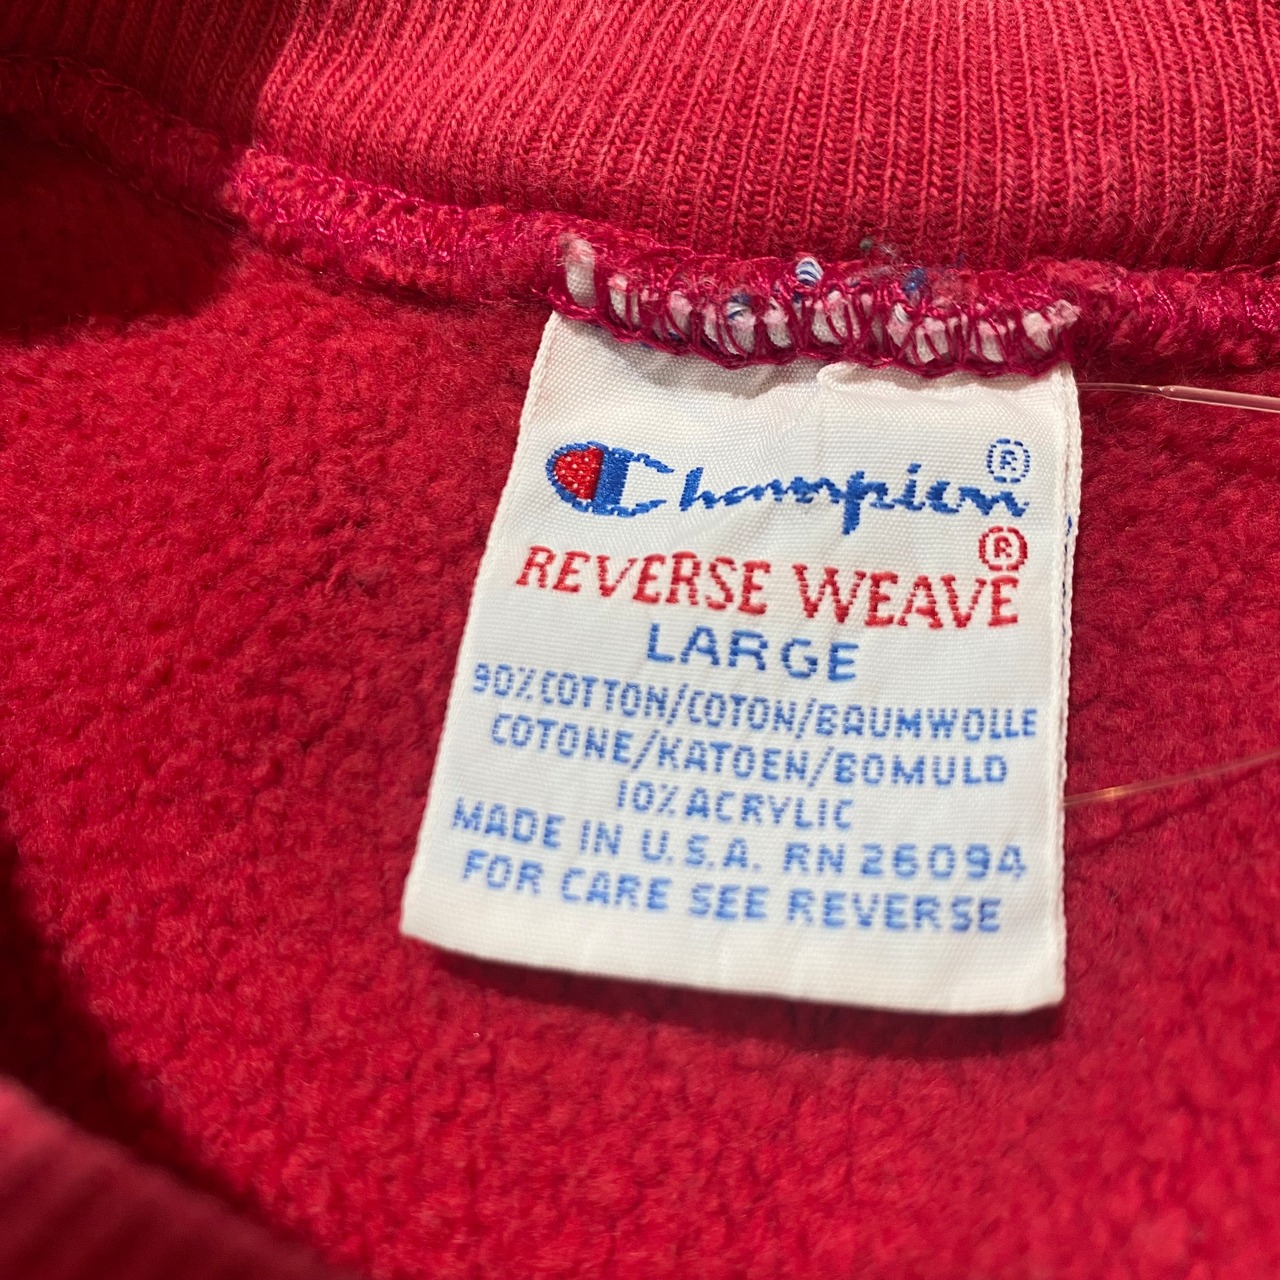 Champion®
REVERSE WEAVE®
LARGE
90% COTTON/COTON/BAUMWOLLE
COTONE/KATOEN/BOMULD
10% ACRYLIC
MADE IN U.S.A. RN 26094
FOR CARE SEE REVERSE